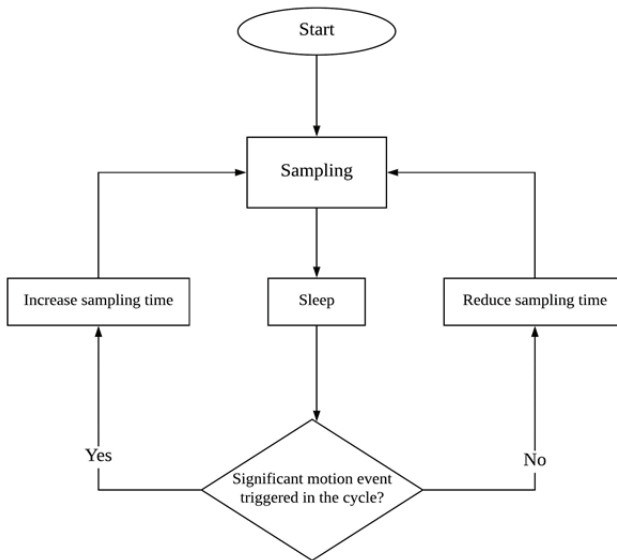 Start
Sampling
Increase sampling time
Sleep
Reduce sampling time
Yes
No
Significant motion event
triggered in the cycle?